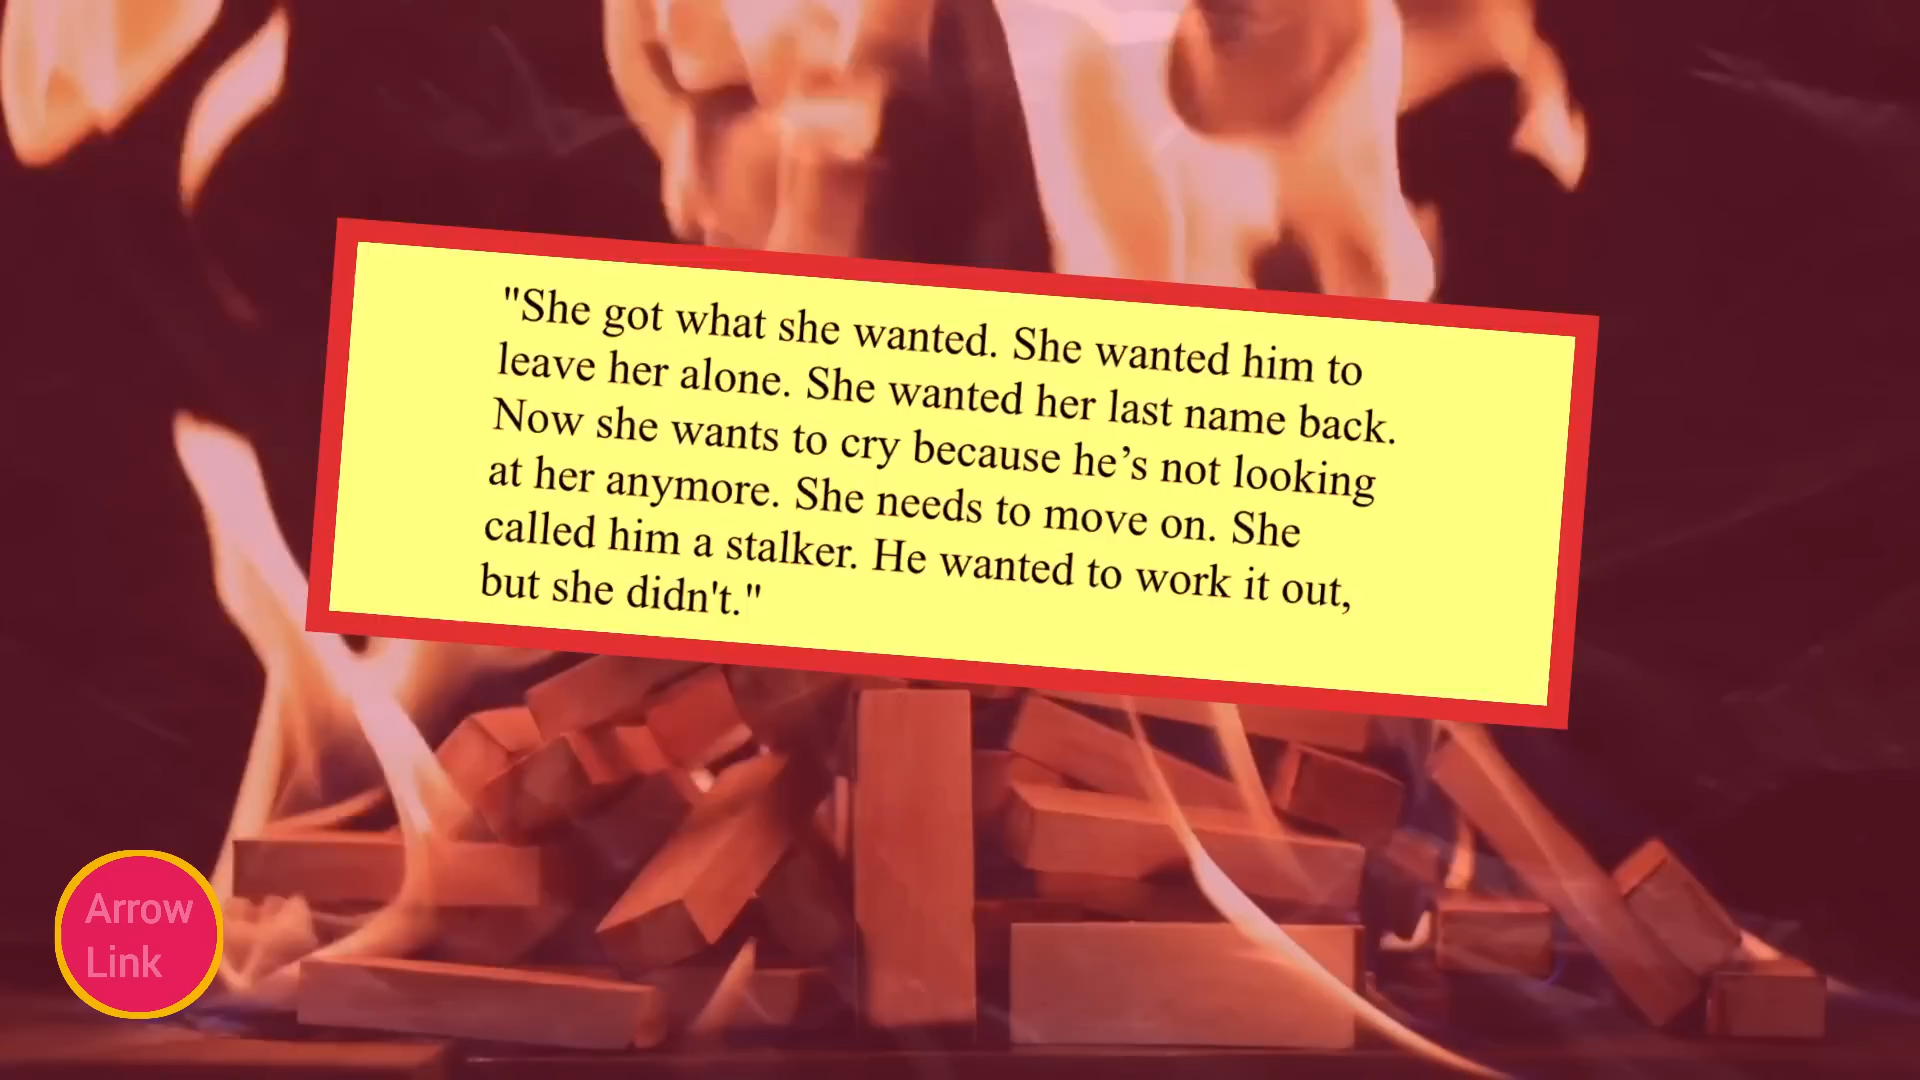 "She got what she wanted. She wanted him to
leave her alone. She wanted her last name back.
Now she wants to cry because he’s not looking
at her anymore. She needs to move on. She
called him a stalker. He wanted to work it out,
but she didn't."
Arrow
Link